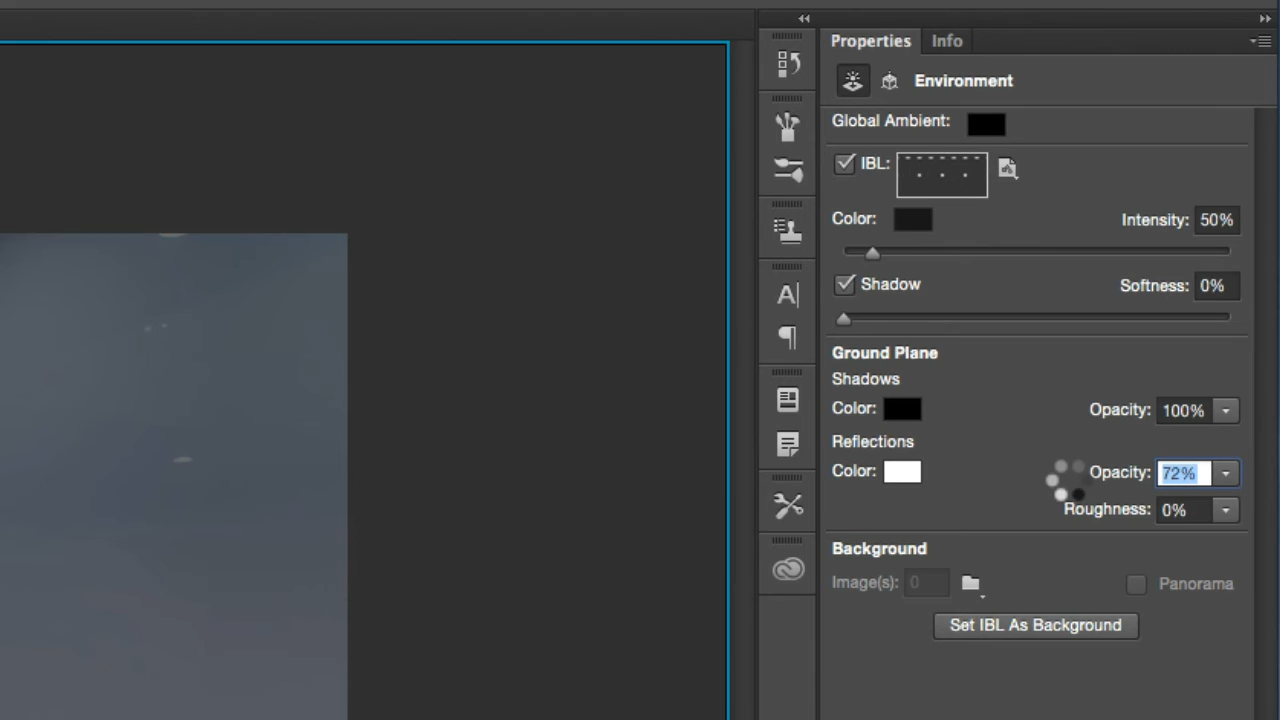 Properties Info
Environment
Global Ambient:
IBL:
Color: Intensity: 50%
Shadow Softness: 0%
Ground Plane
Shadows
Color: Opacity: 100%
Reflections
Color: Opacity: 72%
Roughness: 0%
Background
Image(s): 0 Panorama
Set IBL As Background